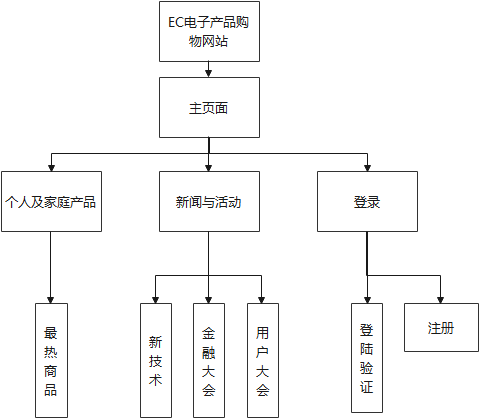 EC电子产品购
物网站
主页面
个人及家庭产品
新闻与活动
登录
最热商品
新技术
金融大会
用户大会
登陆验证
注册